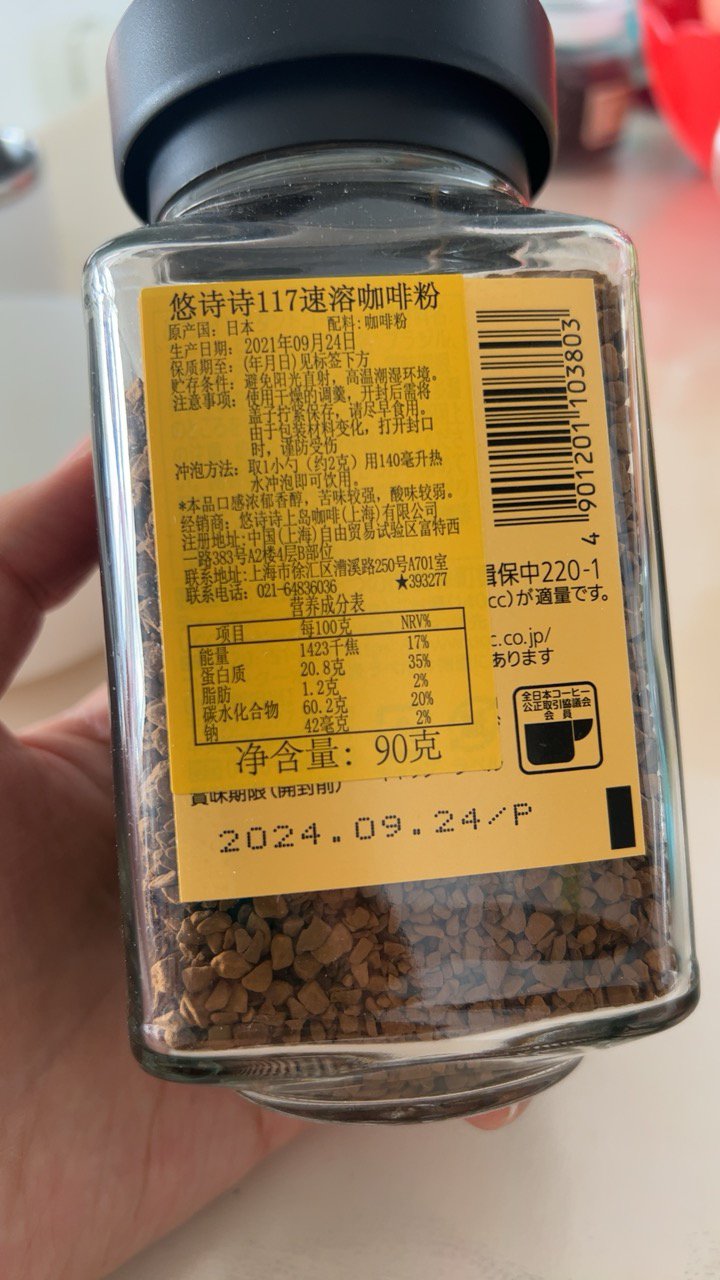 悠诗诗117速溶咖啡粉
原产国：日本 配料：咖啡粉
生产日期：2021年09月24日
保质期至：(年月日)见标签下方
贮存条件：避免阳光直射，高温潮湿环境。
注意事项：使用干燥的调羹，开封后需将
盖子拧紧保存，请尽早食用。
由于包装材料变化，打开封口
时，谨防受伤
冲泡方法：取1小勺（约2克）用140毫升热
水冲泡即可饮用。
*本品口感浓郁香醇，苦味较强，酸味较弱。
经销商：悠诗诗上岛咖啡(上海)有限公司
注册地址:中国(上海)自由贸易试验区富特西
一路383号A2楼4层B部位
联系地址:上海市徐汇区漕溪路250号A701室
联系电话：021-64836036 ★393277
营养成分表
项目 每100克 NRV%
能量 1423千焦 17%
蛋白质 20.8克 35%
脂肪 1.2克 2%
碳水化合物 60.2克 20%
钠 42毫克 2%
净含量：90克
4 901201 103803
保中220-1
cc)が適量です。
c.co.jp/
あります
全日本コーヒー
公正取引協議会
会員
賞味期限(開封前)
2024.09.24/P